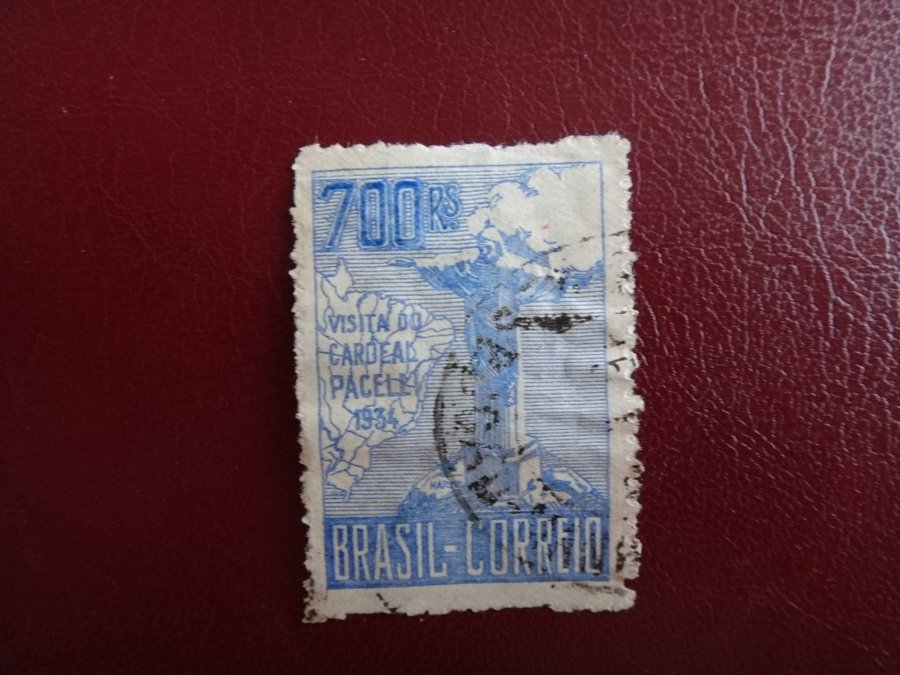 700 RS
VISITA DO
CARDEAL
PACELLI
1934
BRASIL-CORREIO